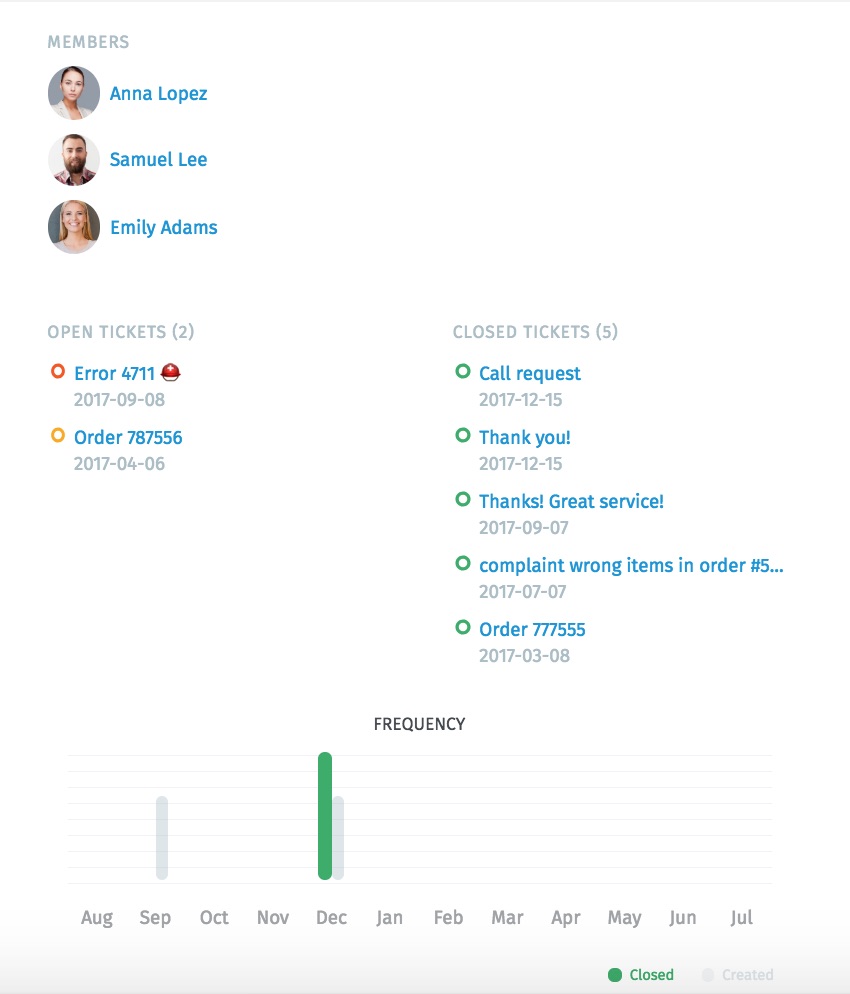 MEMBERS
Anna Lopez
Samuel Lee
Emily Adams
OPEN TICKETS (2)
Error 4711 ⛑
2017-09-08
Order 787556
2017-04-06
CLOSED TICKETS (5)
Call request
2017-12-15
Thank you!
2017-12-15
Thanks! Great service!
2017-09-07
complaint wrong items in order #5...
2017-07-07
Order 777555
2017-03-08
FREQUENCY
Aug Sep Oct Nov Dec Jan Feb Mar Apr May Jun Jul
Closed Created